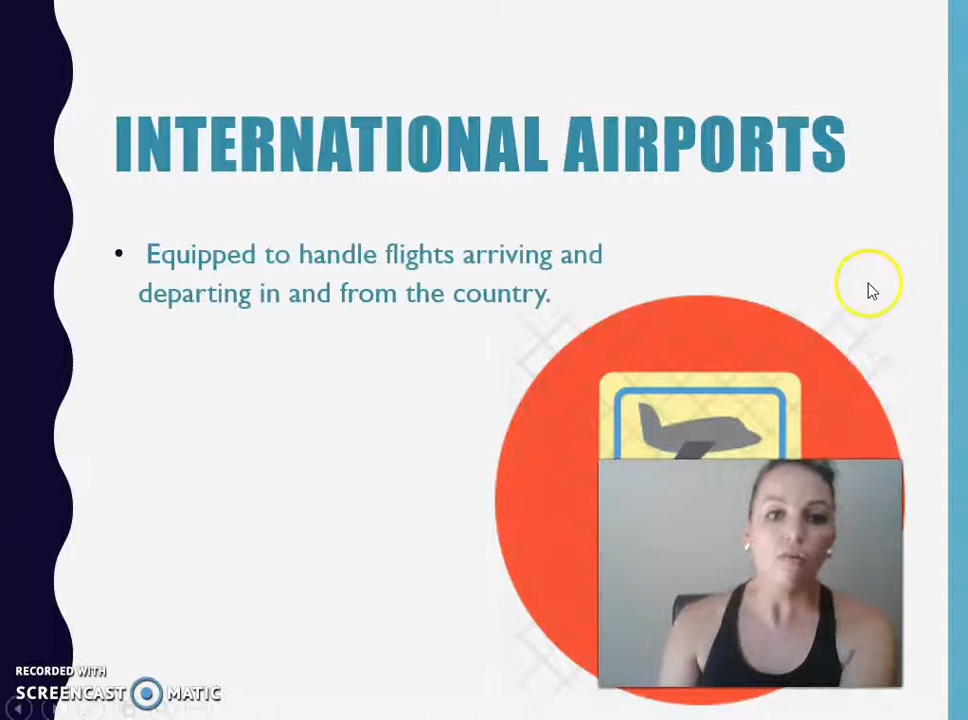 INTERNATIONAL AIRPORTS
• Equipped to handle flights arriving and
departing in and from the country.
RECORDED WITH
SCREENCAST MATIC